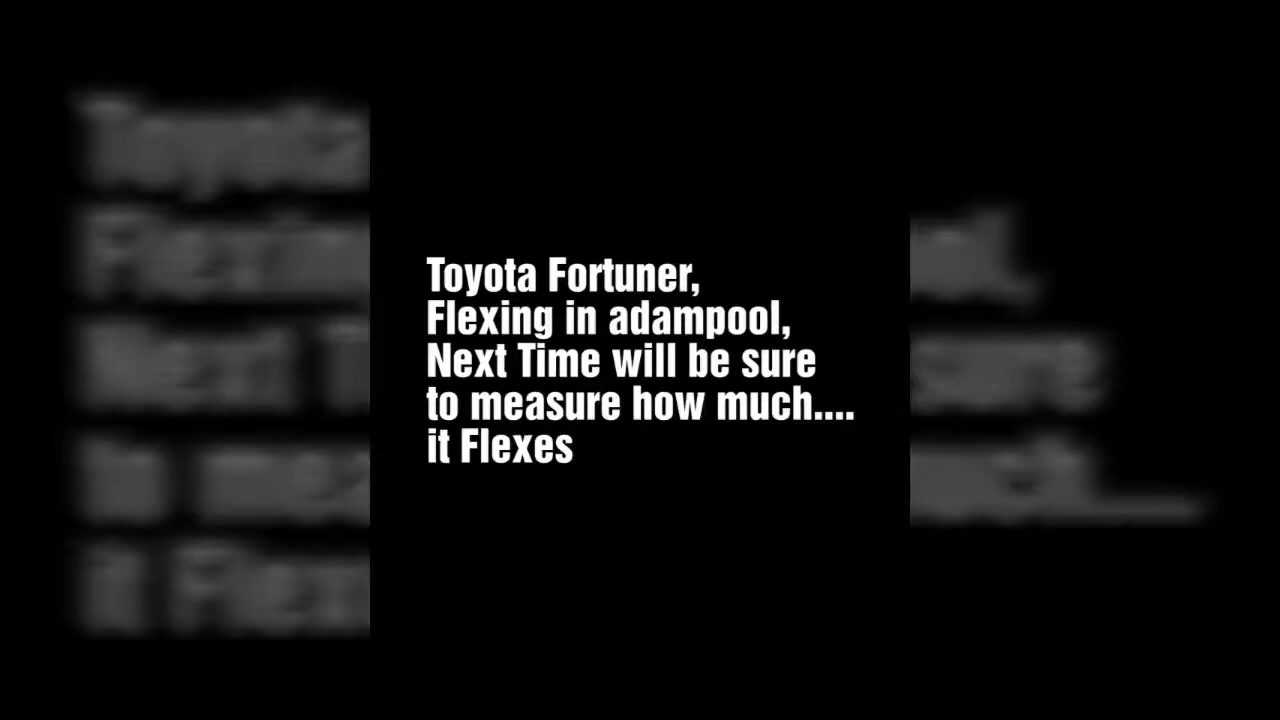 Toyota Fortuner,
Flexing in adampool,
Next Time will be sure
to measure how much....
it Flexes